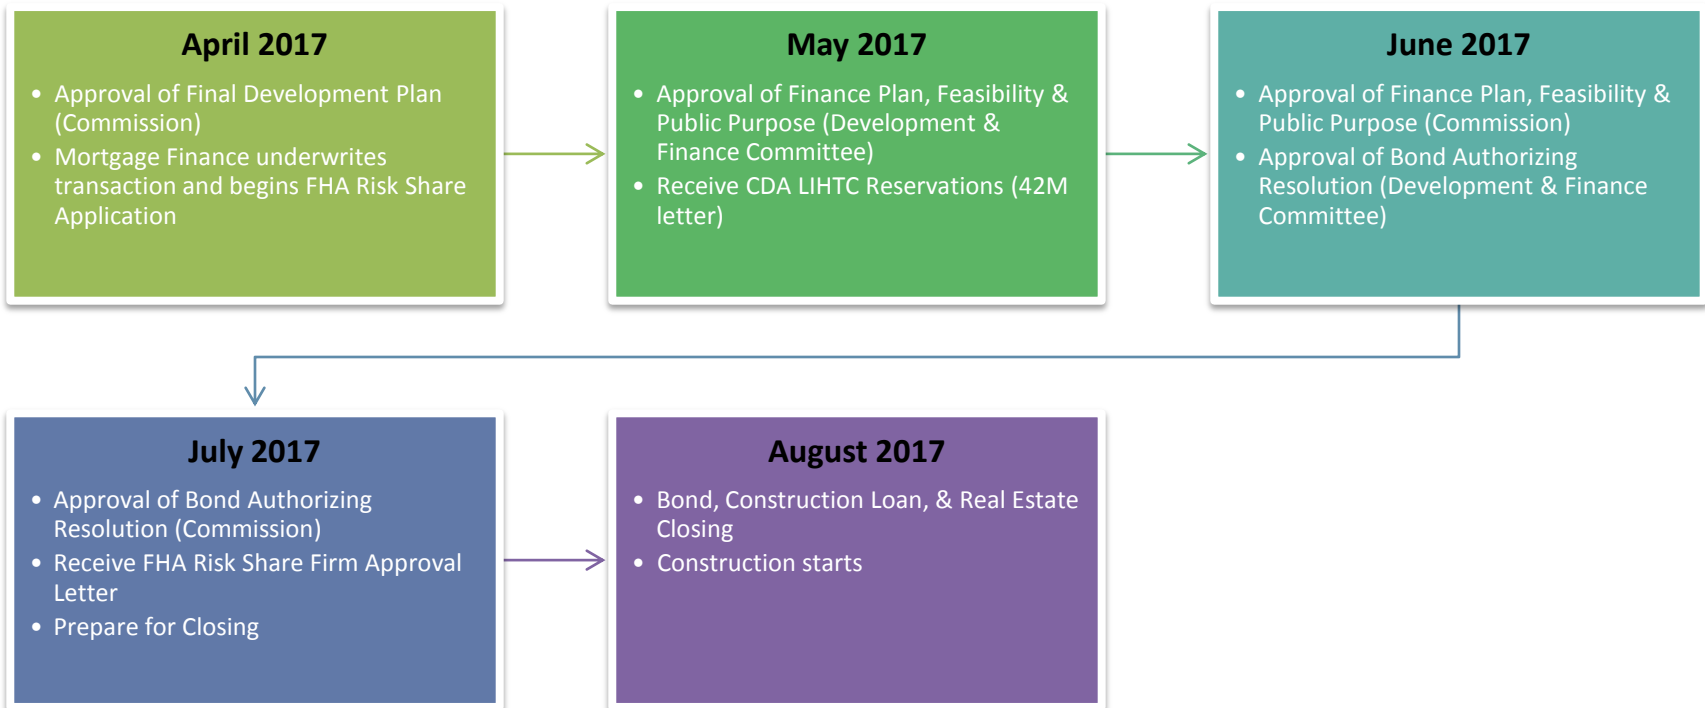 April 2017
• Approval of Final Development Plan
(Commission)
• Mortgage Finance underwrites
transaction and begins FHA Risk Share
Application
May 2017
• Approval of Finance Plan, Feasibility &
Public Purpose (Development &
Finance Committee)
• Receive CDA LIHTC Reservations (42M
letter)
June 2017
• Approval of Finance Plan, Feasibility &
Public Purpose (Commission)
• Approval of Bond Authorizing
Resolution (Development & Finance
Committee)
July 2017
• Approval of Bond Authorizing
Resolution (Commission)
• Receive FHA Risk Share Firm Approval
Letter
• Prepare for Closing
August 2017
• Bond, Construction Loan, & Real Estate
Closing
• Construction starts